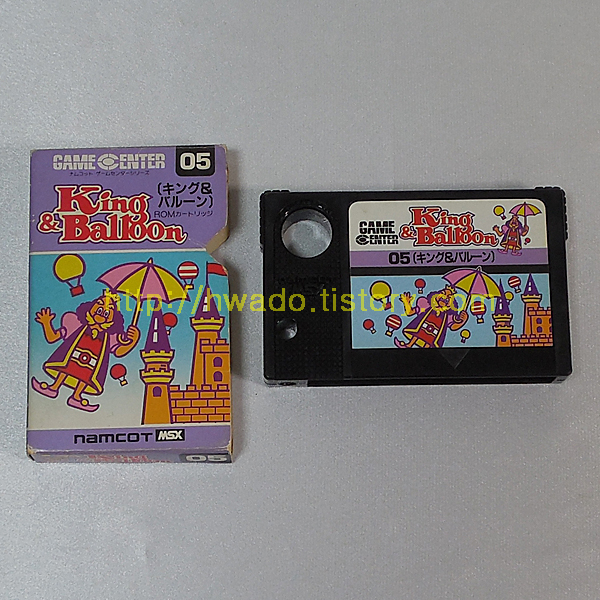 GAME CENTER 05
ナムコット ゲームセンターシリーズ
King
& Balloon
(キング&
バルーン)
ROMカートリッジ
namcot MSX
05
GAME
CENTER
King
& Balloon
05 (キング&バルーン)
MSX
http://nwado.tistory.com